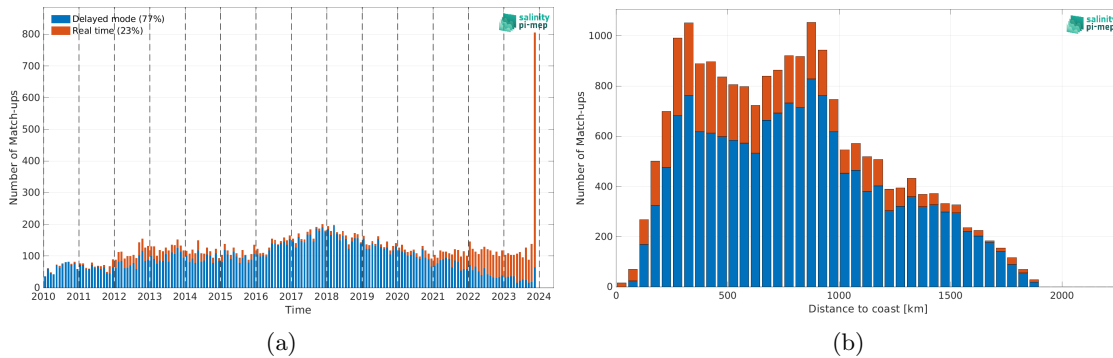 Delayed mode (77%)
Real time (23%)
salinity
pi-mep
Number of Match-ups
800
700
600
500
400
300
200
100
0
2010 2011 2012 2013 2014 2015 2016 2017 2018 2019 2020 2021 2022 2023 2024
Time
(a)
salinity
pi-mep
Number of Match-ups
1000
800
600
400
200
0
0 500 1000 1500 2000
Distance to coast [km]
(b)